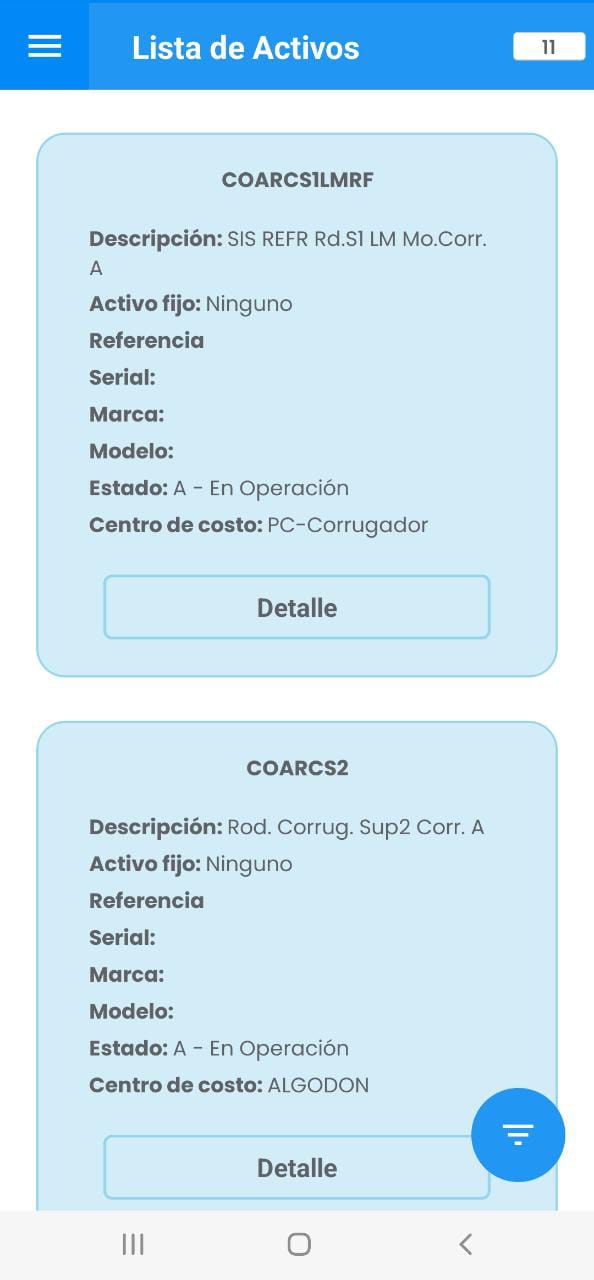 Lista de Activos
11
COARCS1LMRF
Descripción: SIS REFR Rd.S1 LM Mo.Corr.
A
Activo fijo: Ninguno
Referencia
Serial:
Marca:
Modelo:
Estado: A - En Operación
Centro de costo: PC-Corrugador
Detalle
COARCS2
Descripción: Rod. Corrug. Sup2 Corr. A
Activo fijo: Ninguno
Referencia
Serial:
Marca:
Modelo:
Estado: A - En Operación
Centro de costo: ALGODON
Detalle